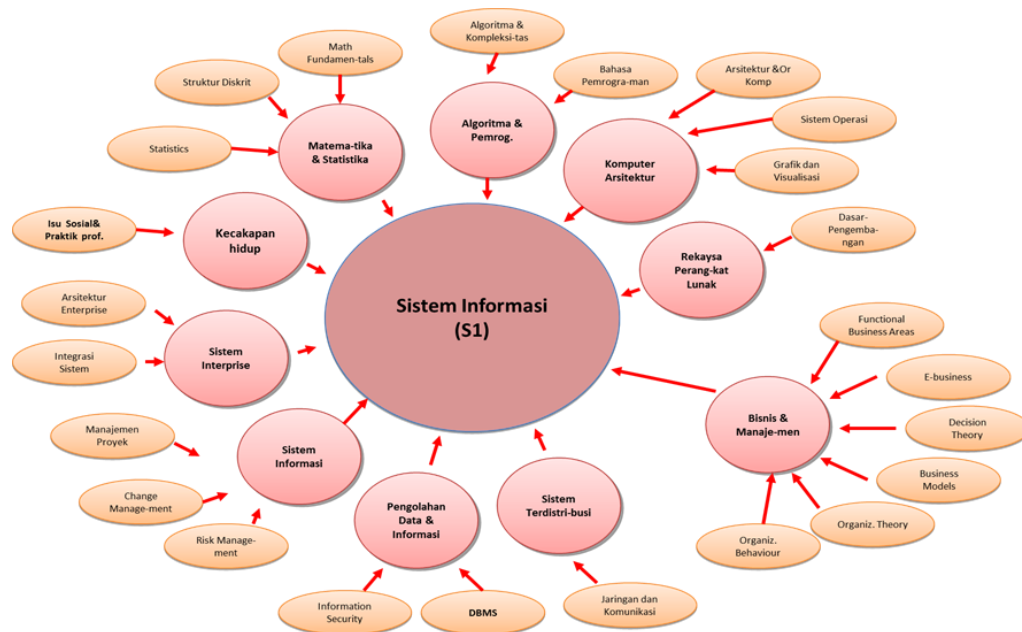 Algoritma &
Kompleksi-tas
Math
Fundamen-tals
Bahasa
Pemrogra-man
Arsitektur &Or
Komp
Struktur Diskrit
Algoritma &
Pemrog.
Sistem Operasi
Statistics
Matema-tika
& Statistika
Komputer
Arsitektur
Grafik dan
Visualisasi
Isu Sosial&
Praktik prof.
Kecakapan
hidup
Dasar-
Pengemba-
ngan
Rekaysa
Perang-kat
Lunak
Arsitektur
Enterprise
Sistem Informasi
(S1)
Functional
Business Areas
Integrasi
Sistem
Sistem
Interprise
E-business
Manajemen
Proyek
Sistem
Informasi
Bisnis &
Manaje-men
Decision
Theory
Change
Manage-ment
Business
Models
Pengolahan
Data &
Informasi
Sistem
Terdistri-busi
Organiz. Theory
Risk Manage-
ment
Organiz.
Behaviour
Information
Security
DBMS
Jaringan dan
Komunikasi